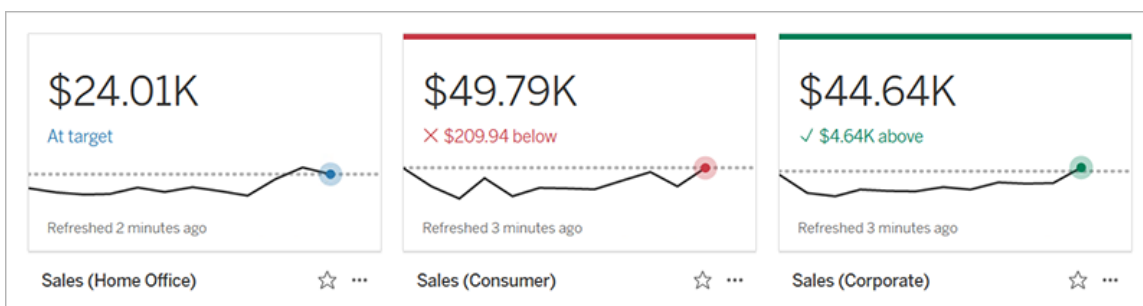 $24.01K
At target
Refreshed 2 minutes ago
Sales (Home Office)
$49.79K
$209.94 below
Refreshed 3 minutes ago
Sales (Consumer)
$44.64K
$4.64K above
Refreshed 3 minutes ago
Sales (Corporate)